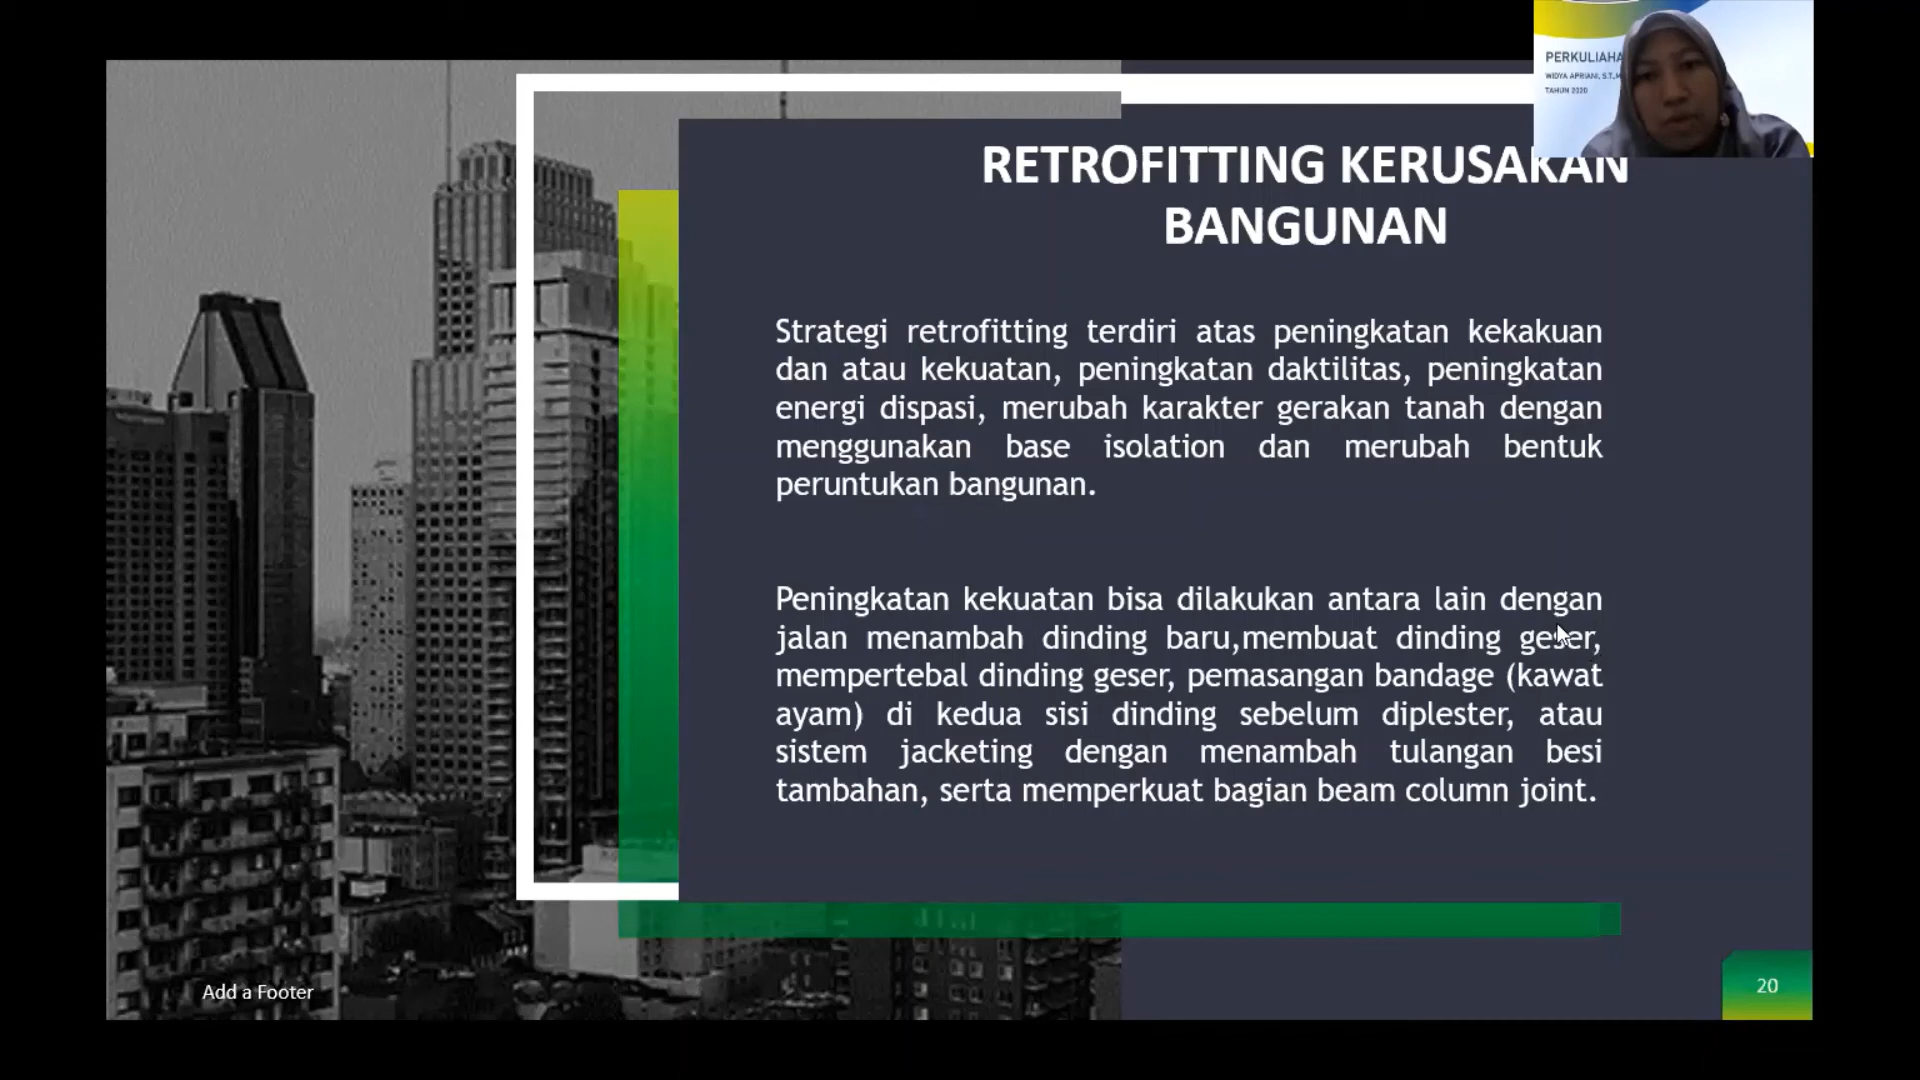 PERKULIAHA
WIDYA APRIANI, S.T.,M
TAHUN 2020
RETROFITTING KERUSAKAN
BANGUNAN
Strategi retrofitting terdiri atas peningkatan kekakuan
dan atau kekuatan, peningkatan daktilitas, peningkatan
energi dispasi, merubah karakter gerakan tanah dengan
menggunakan base isolation dan merubah bentuk
peruntukan bangunan.
Peningkatan kekuatan bisa dilakukan antara lain dengan
jalan menambah dinding baru,membuat dinding geser,
mempertebal dinding geser, pemasangan bandage (kawat
ayam) di kedua sisi dinding sebelum diplester, atau
sistem jacketing dengan menambah tulangan besi
tambahan, serta memperkuat bagian beam column joint.
Add a Footer
20